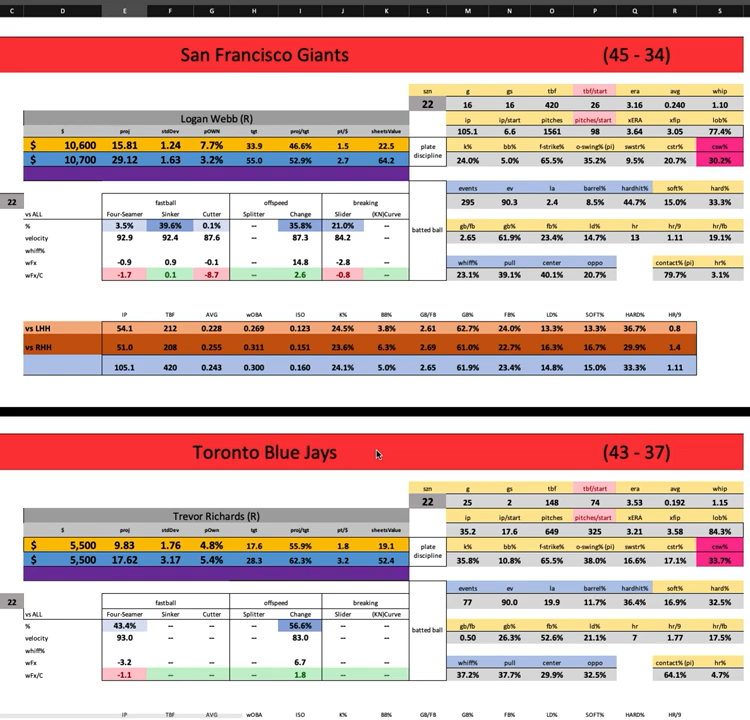 C D E F G H I J K L M N O P Q R S
San Francisco Giants (45 - 34)
szn g gs tbf tbf/start era avg whip
22 16 16 420 26 3.16 0.240 1.10
Logan Webb (R) ip ip/start pitches pitches/start xERA xfip lob%
105.1 6.6 1561 98 3.64 3.05 77.4%
$ proj stdDev pOWN tgt proj/tgt pt/$ sheetsValue
$ 10,600 15.81 1.24 7.7% 33.9 46.6% 1.5 22.5 plate discipline k% bb% f-strike% o-swing% (pi) swstr% cstr% csw%
$ 10,700 29.12 1.63 3.2% 55.0 52.9% 2.7 64.2 24.0% 5.0% 65.5% 35.2% 9.5% 20.7% 30.2%
events ev la barrel% hardhit% soft% hard%
22 fastball offspeed breaking 295 90.3 2.4 8.5% 44.7% 15.0% 33.3%
vs ALL Four-Seamer Sinker Cutter Splitter Change Slider (KN)Curve
% 3.5% 39.6% 0.1% -- 35.8% 21.0% -- batted ball gb/fb gb% fb% ld% hr hr/9 hr/fb
velocity 92.9 92.4 87.6 -- 87.3 84.2 -- 2.65 61.9% 23.4% 14.7% 13 1.11 19.1%
whiff%
wFx -0.9 0.9 -0.1 -- 14.8 -2.8 -- whiff% pull center oppo contact% (pi) hr%
wFx/C -1.7 0.1 -8.7 -- 2.6 -0.8 -- 23.1% 39.1% 40.1% 20.7% 79.7% 3.1%
IP TBF AVG wOBA ISO K% BB% GB/FB GB% FB% LD% SOFT% HARD% HR/9
vs LHH 54.1 212 0.228 0.269 0.123 24.5% 3.8% 2.61 62.7% 24.0% 13.3% 13.3% 36.7% 0.8
vs RHH 51.0 208 0.255 0.311 0.151 23.6% 6.3% 2.69 61.0% 22.7% 16.3% 16.7% 29.9% 1.4
105.1 420 0.243 0.300 0.160 24.1% 5.0% 2.65 61.9% 23.4% 14.8% 15.0% 33.3% 1.11
Toronto Blue Jays (43 - 37)
szn g gs tbf tbf/start era avg whip
22 25 2 148 74 3.53 0.192 1.15
Trevor Richards (R) ip ip/start pitches pitches/start xERA xfip lob%
$ proj stdDev pOwn tgt proj/tgt pt/$ sheetsValue 35.2 17.6 649 325 3.21 3.58 84.3%
$ 5,500 9.83 1.76 4.8% 17.6 55.9% 1.8 19.1 plate discipline k% bb% f-strike% o-swing% (pi) swstr% cstr% csw%
$ 5,500 17.62 3.17 5.4% 28.3 62.3% 3.2 52.4 35.8% 10.8% 65.5% 38.0% 16.6% 17.1% 33.7%
events ev la barrel% hardhit% soft% hard%
22 fastball offspeed breaking 77 90.0 19.9 11.7% 36.4% 16.9% 32.5%
vs ALL Four-Seamer Sinker Cutter Splitter Change Slider (KN)Curve
% 43.4% -- -- -- 56.6% -- -- batted ball gb/fb gb% fb% ld% hr hr/9 hr/fb
velocity 93.0 -- -- -- 83.0 -- -- 0.50 26.3% 52.6% 21.1% 7 1.77 17.5%
whiff%
wFx -3.2 -- -- -- 6.7 -- -- whiff% pull center oppo contact% (pi) hr%
wFx/C -1.1 -- -- -- 1.8 -- -- 37.2% 37.7% 29.9% 32.5% 64.1% 4.7%
IP TBF AVG wOBA ISO K% BB% GB/FB GB% FB% LD% SOFT% HARD% HR/9